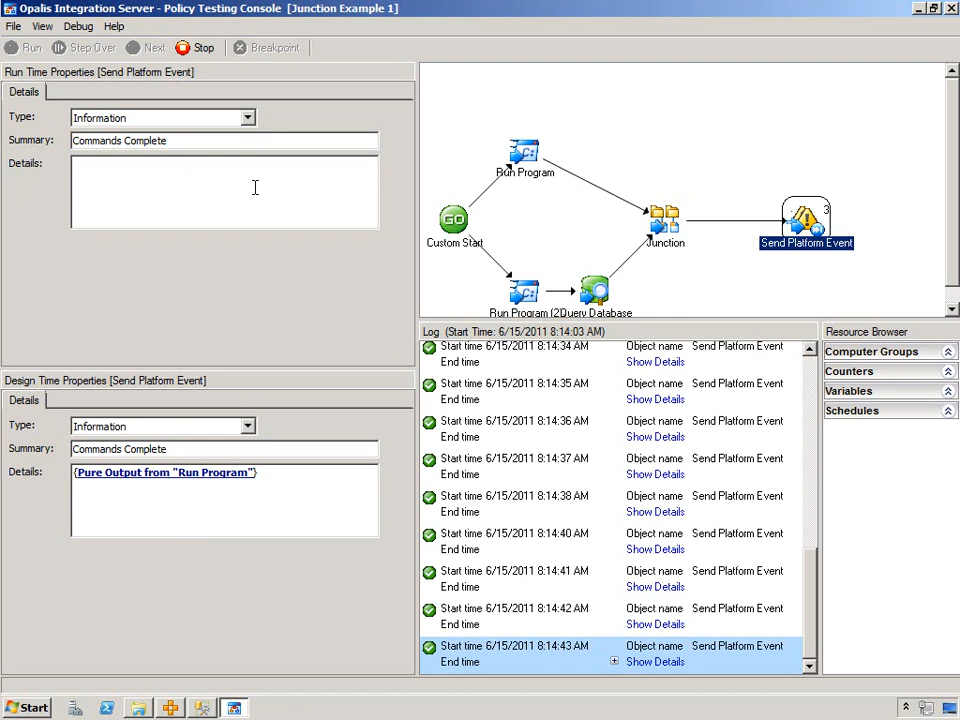 Opalis Integration Server - Policy Testing Console  [Junction Example 1]
File View Debug Help
Run Step Over Next Stop Breakpoint
Run Time Properties [Send Platform Event]
Details
Type: Information
Summary: Commands Complete
Details:
Run Program
Custom Start
Junction
Send Platform Event
3
Run Program (2)
Query Database
Design Time Properties [Send Platform Event]
Details
Type: Information
Summary: Commands Complete
Details: {Pure Output from "Run Program"}
Log (Start Time: 6/15/2011 8:14:03 AM)
Start time 6/15/2011 8:14:34 AM Object name Send Platform Event
End time Show Details
Start time 6/15/2011 8:14:35 AM Object name Send Platform Event
End time Show Details
Start time 6/15/2011 8:14:36 AM Object name Send Platform Event
End time Show Details
Start time 6/15/2011 8:14:37 AM Object name Send Platform Event
End time Show Details
Start time 6/15/2011 8:14:38 AM Object name Send Platform Event
End time Show Details
Start time 6/15/2011 8:14:40 AM Object name Send Platform Event
End time Show Details
Start time 6/15/2011 8:14:41 AM Object name Send Platform Event
End time Show Details
Start time 6/15/2011 8:14:42 AM Object name Send Platform Event
End time Show Details
Start time 6/15/2011 8:14:43 AM Object name Send Platform Event
End time Show Details
Resource Browser
Computer Groups
Counters
Variables
Schedules
Start